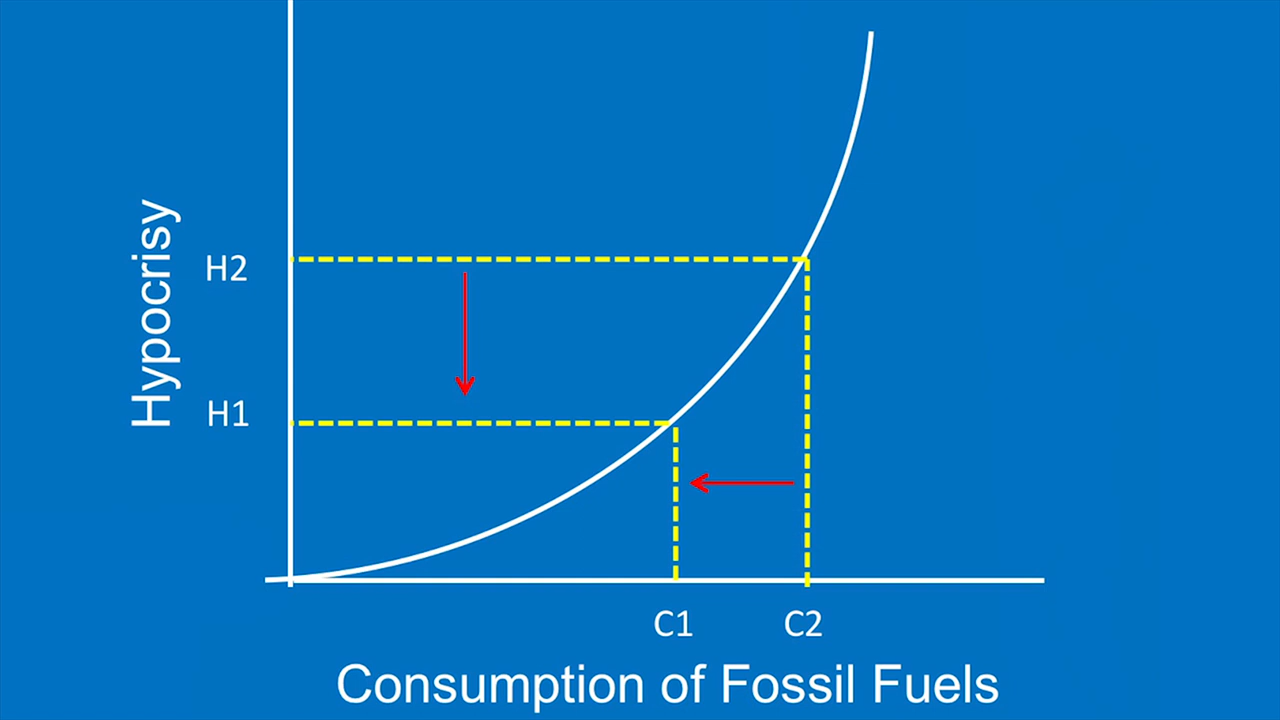 Hypocrisy
H2
H1
C1 C2
Consumption of Fossil Fuels